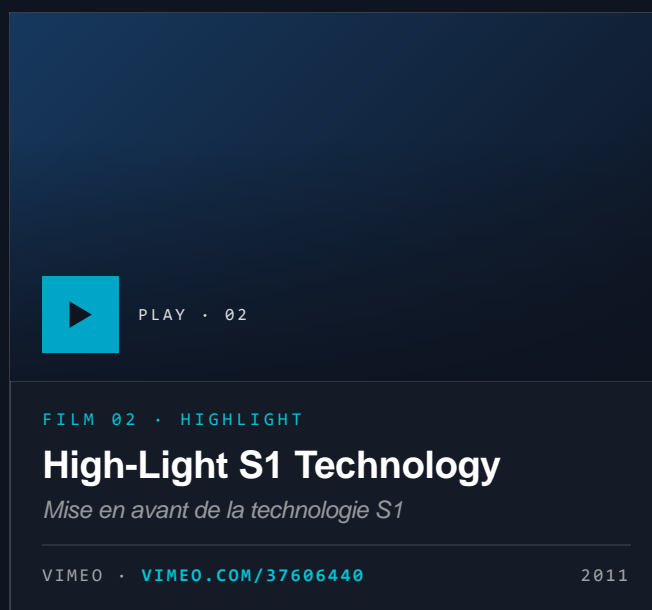 PLAY · 02
FILM 02 · HIGHLIGHT
High-Light S1 Technology
Mise en avant de la technologie S1
VIMEO · VIMEO.COM/37606440 2011